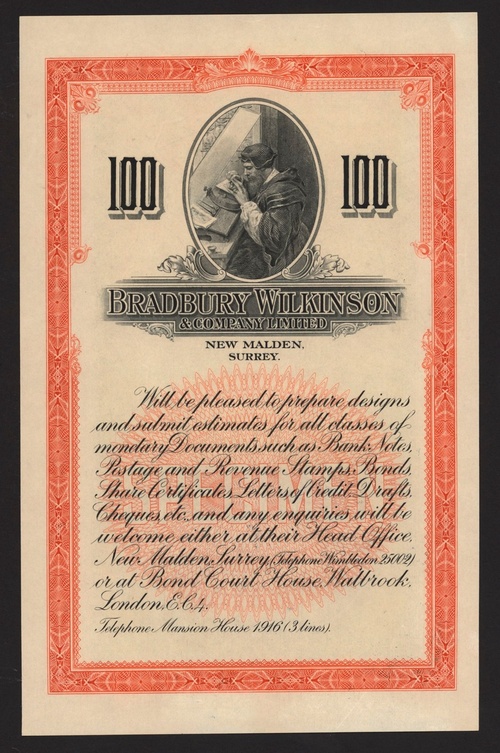 100 100
BRADBURY WILKINSON
& COMPANY LIMITED
NEW MALDEN,
SURREY.
Will be pleased to prepare designs
and submit estimates for all classes of
monetary Documents, such as Bank Notes,
Postage and Revenue Stamps, Bonds,
Share Certificates, Letters of Credit, Drafts,
Cheques, etc. and any enquiries will be
welcome either at their Head Office,
New Malden, Surrey, (Telephone Wimbledon 2500-2)
or at Bond Court House, Walbrook,
London, E.C.4.
Telephone Mansion House 1916 (3 lines).
SPECIMEN